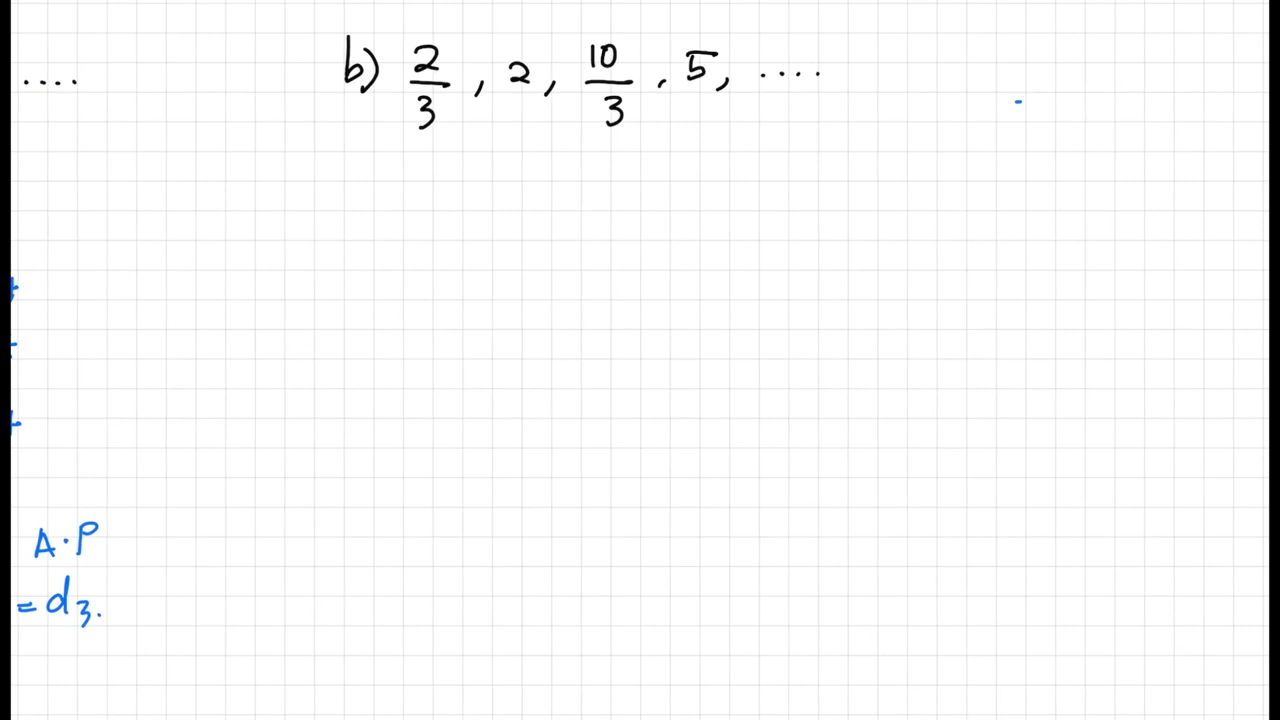 ....
b) 2/3 , 2, 10/3 , 5, ....
A.P
= d3.